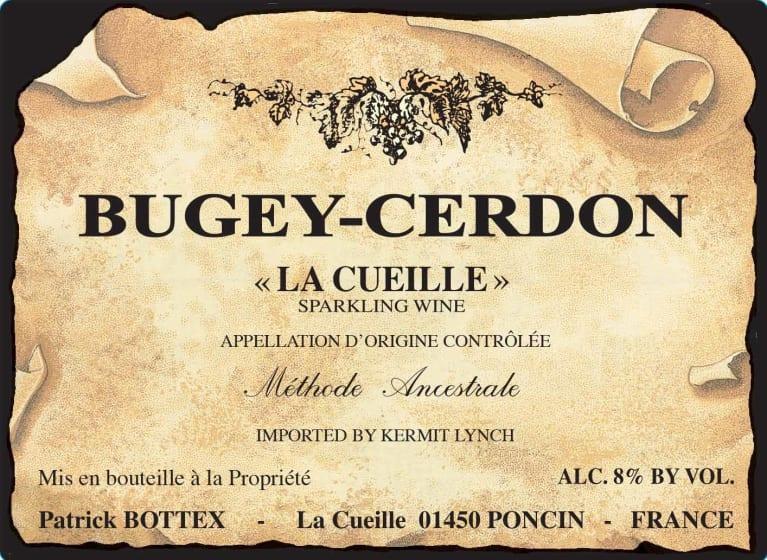 BUGEY-CERDON
« LA CUEILLE »
SPARKLING WINE
APPELLATION D'ORIGINE CONTRÔLÉE
Méthode Ancestrale
IMPORTED BY KERMIT LYNCH
Mis en bouteille à la Propriété ALC. 8% BY VOL.
Patrick BOTTEX - La Cueille 01450 PONCIN - FRANCE